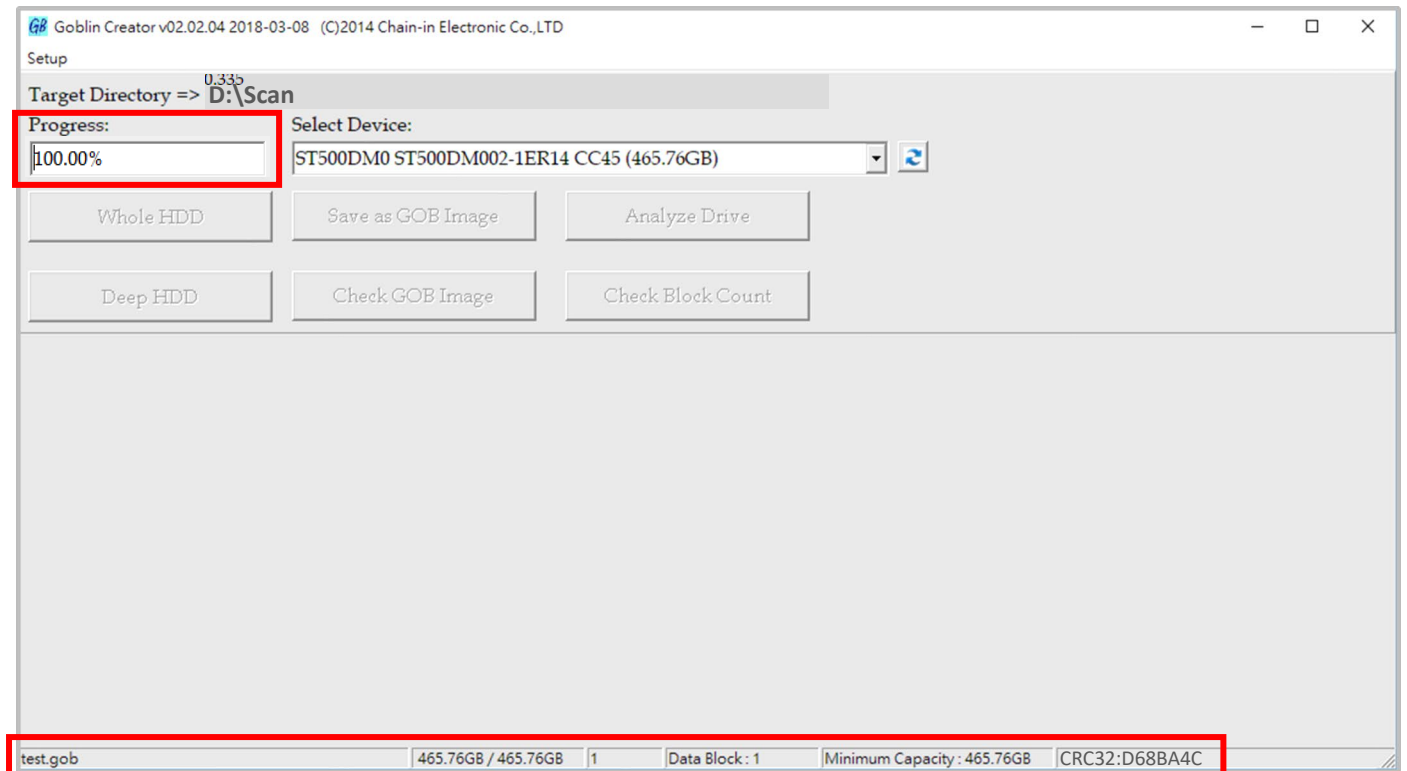 GB Goblin Creator v02.02.04 2018-03-08 (C)2014 Chain-in Electronic Co.,LTD
Setup
0.335
Target Directory => D:\Scan
Progress: Select Device:
100.00% ST500DM0 ST500DM002-1ER14 CC45 (465.76GB)
Whole HDD Save as GOB Image Analyze Drive
Deep HDD Check GOB Image Check Block Count
test.gob 465.76GB / 465.76GB 1 Data Block : 1 Minimum Capacity : 465.76GB CRC32:D68BA4C